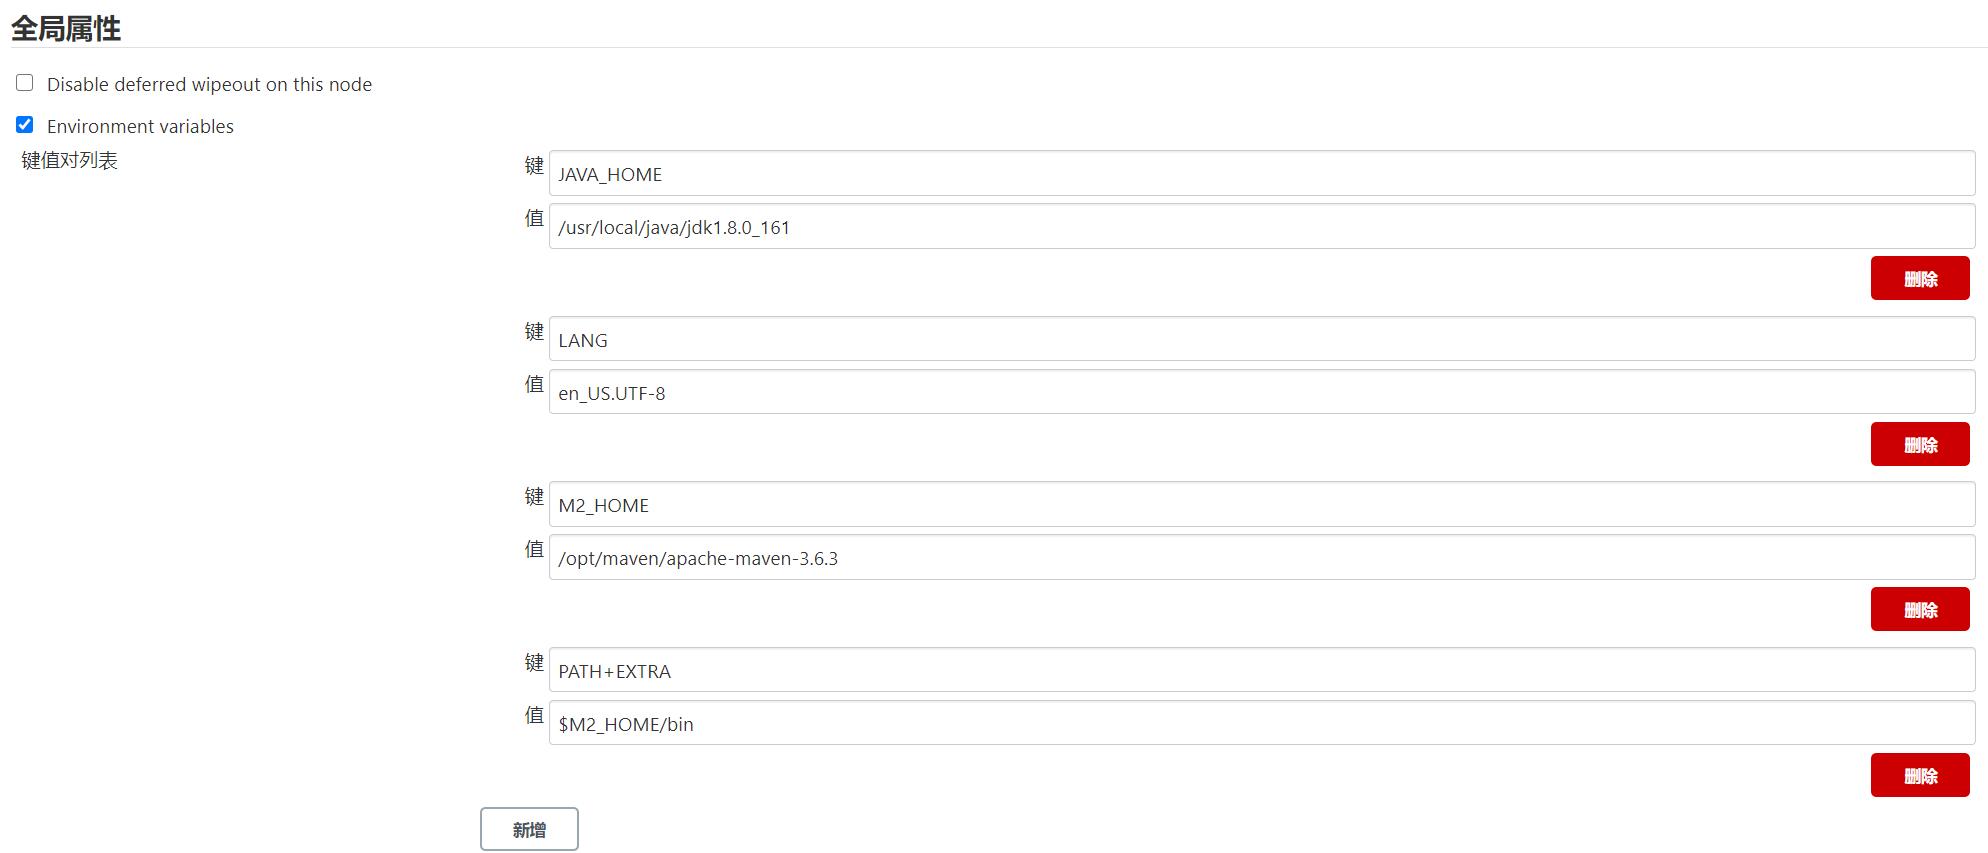 全局属性
Disable deferred wipeout on this node
Environment variables
键值对列表
键 JAVA_HOME
值 /usr/local/java/jdk1.8.0_161
删除
键 LANG
值 en_US.UTF-8
删除
键 M2_HOME
值 /opt/maven/apache-maven-3.6.3
删除
键 PATH+EXTRA
值 $M2_HOME/bin
删除
新增